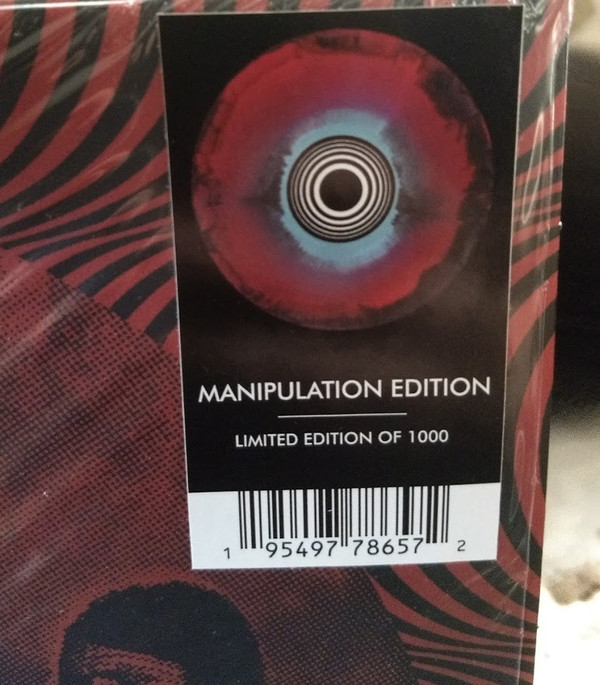 MANIPULATION EDITION
LIMITED EDITION OF 1000
1 95497 78657 2